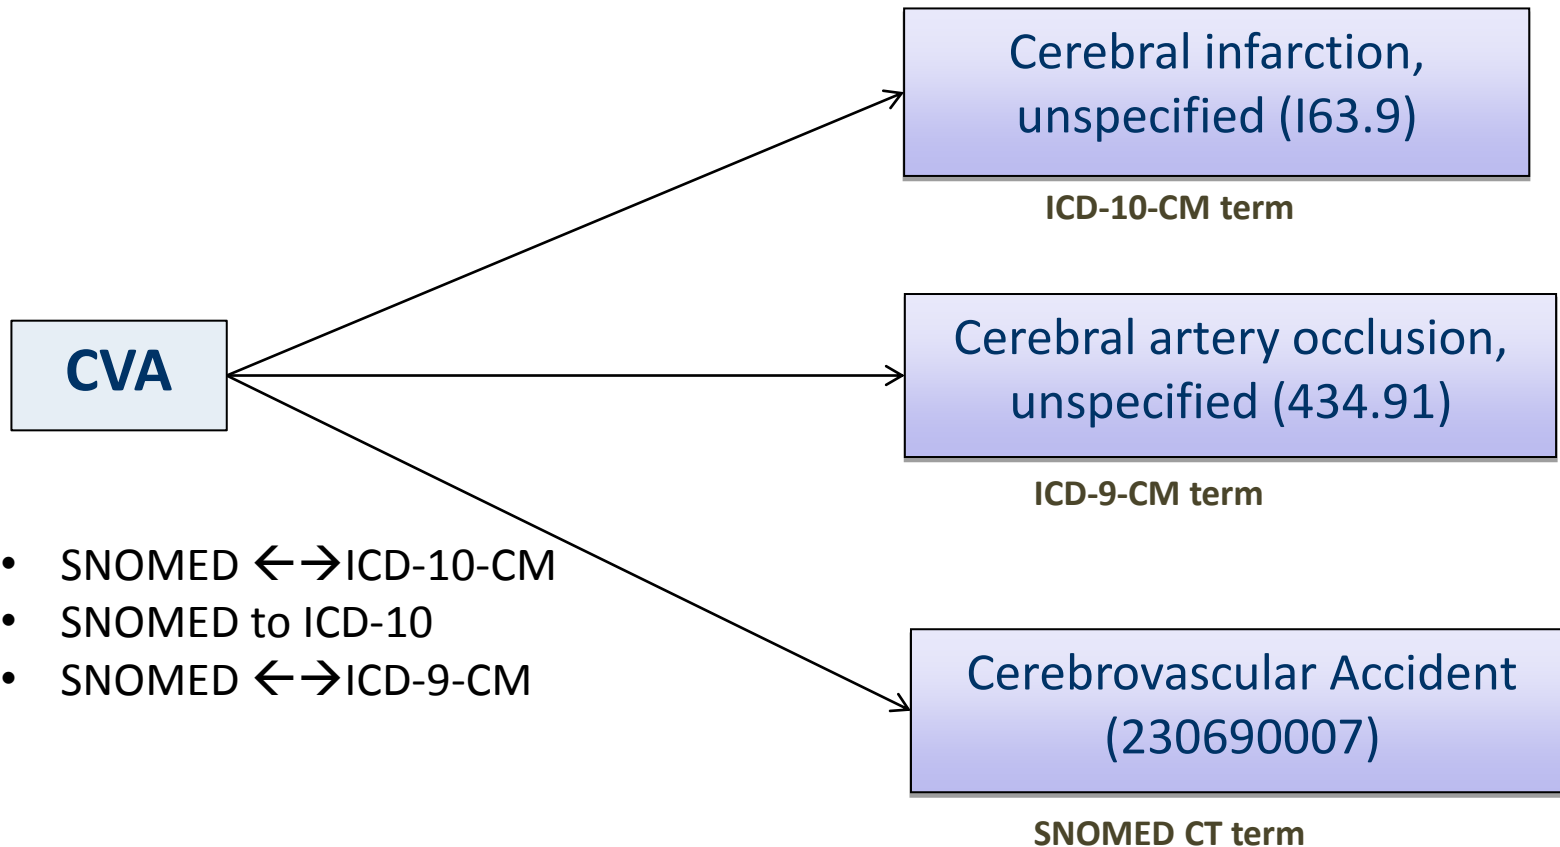 Cerebral infarction,
unspecified (I63.9)
ICD-10-CM term
CVA
Cerebral artery occlusion,
unspecified (434.91)
ICD-9-CM term
• SNOMED ←→ICD-10-CM
• SNOMED to ICD-10
• SNOMED ←→ICD-9-CM
Cerebrovascular Accident
(230690007)
SNOMED CT term